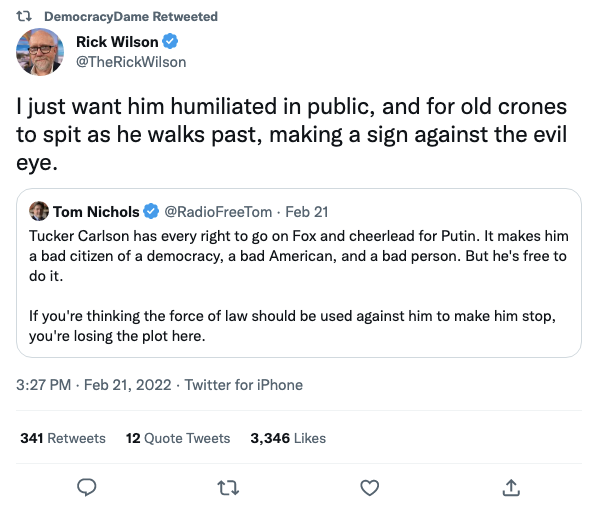 DemocracyDame Retweeted
Rick Wilson
@TheRickWilson
I just want him humiliated in public, and for old crones
to spit as he walks past, making a sign against the evil
eye.
Tom Nichols @RadioFreeTom · Feb 21
Tucker Carlson has every right to go on Fox and cheerlead for Putin. It makes him
a bad citizen of a democracy, a bad American, and a bad person. But he's free to
do it.
If you're thinking the force of law should be used against him to make him stop,
you're losing the plot here.
3:27 PM · Feb 21, 2022 · Twitter for iPhone
341 Retweets 12 Quote Tweets 3,346 Likes